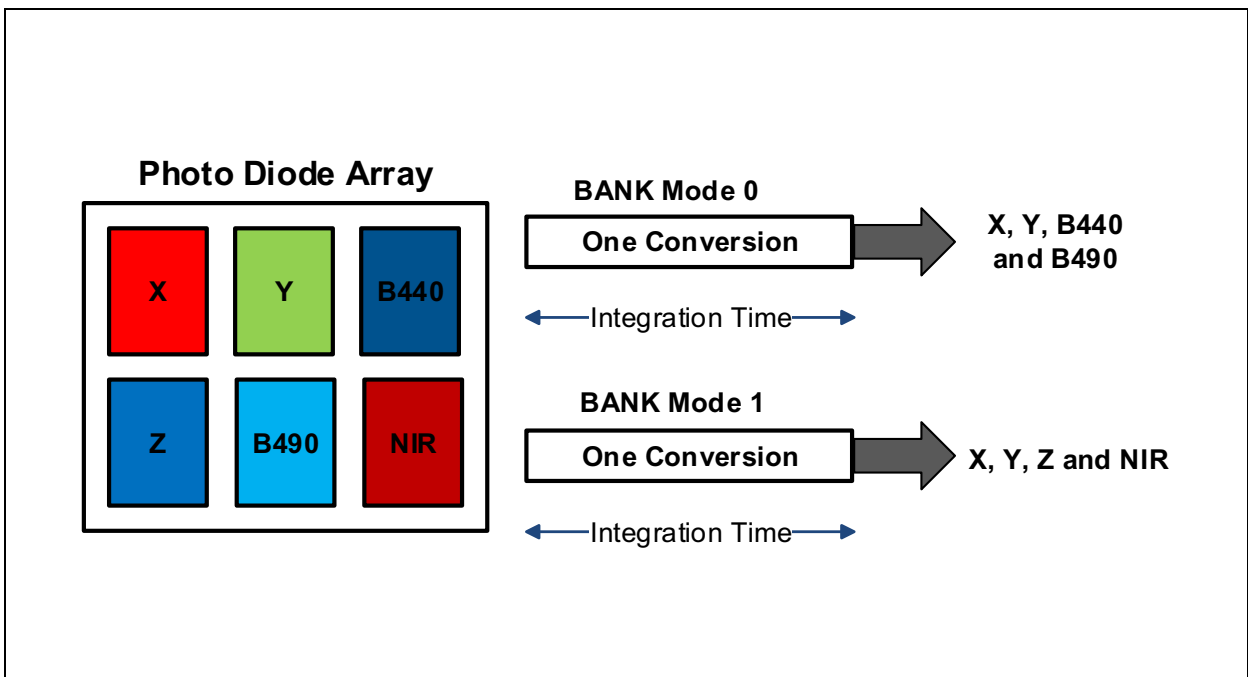 Photo Diode Array
X
Y
B440
Z
B490
NIR
BANK Mode 0
One Conversion
Integration Time
X, Y, B440
and B490
BANK Mode 1
One Conversion
Integration Time
X, Y, Z and NIR